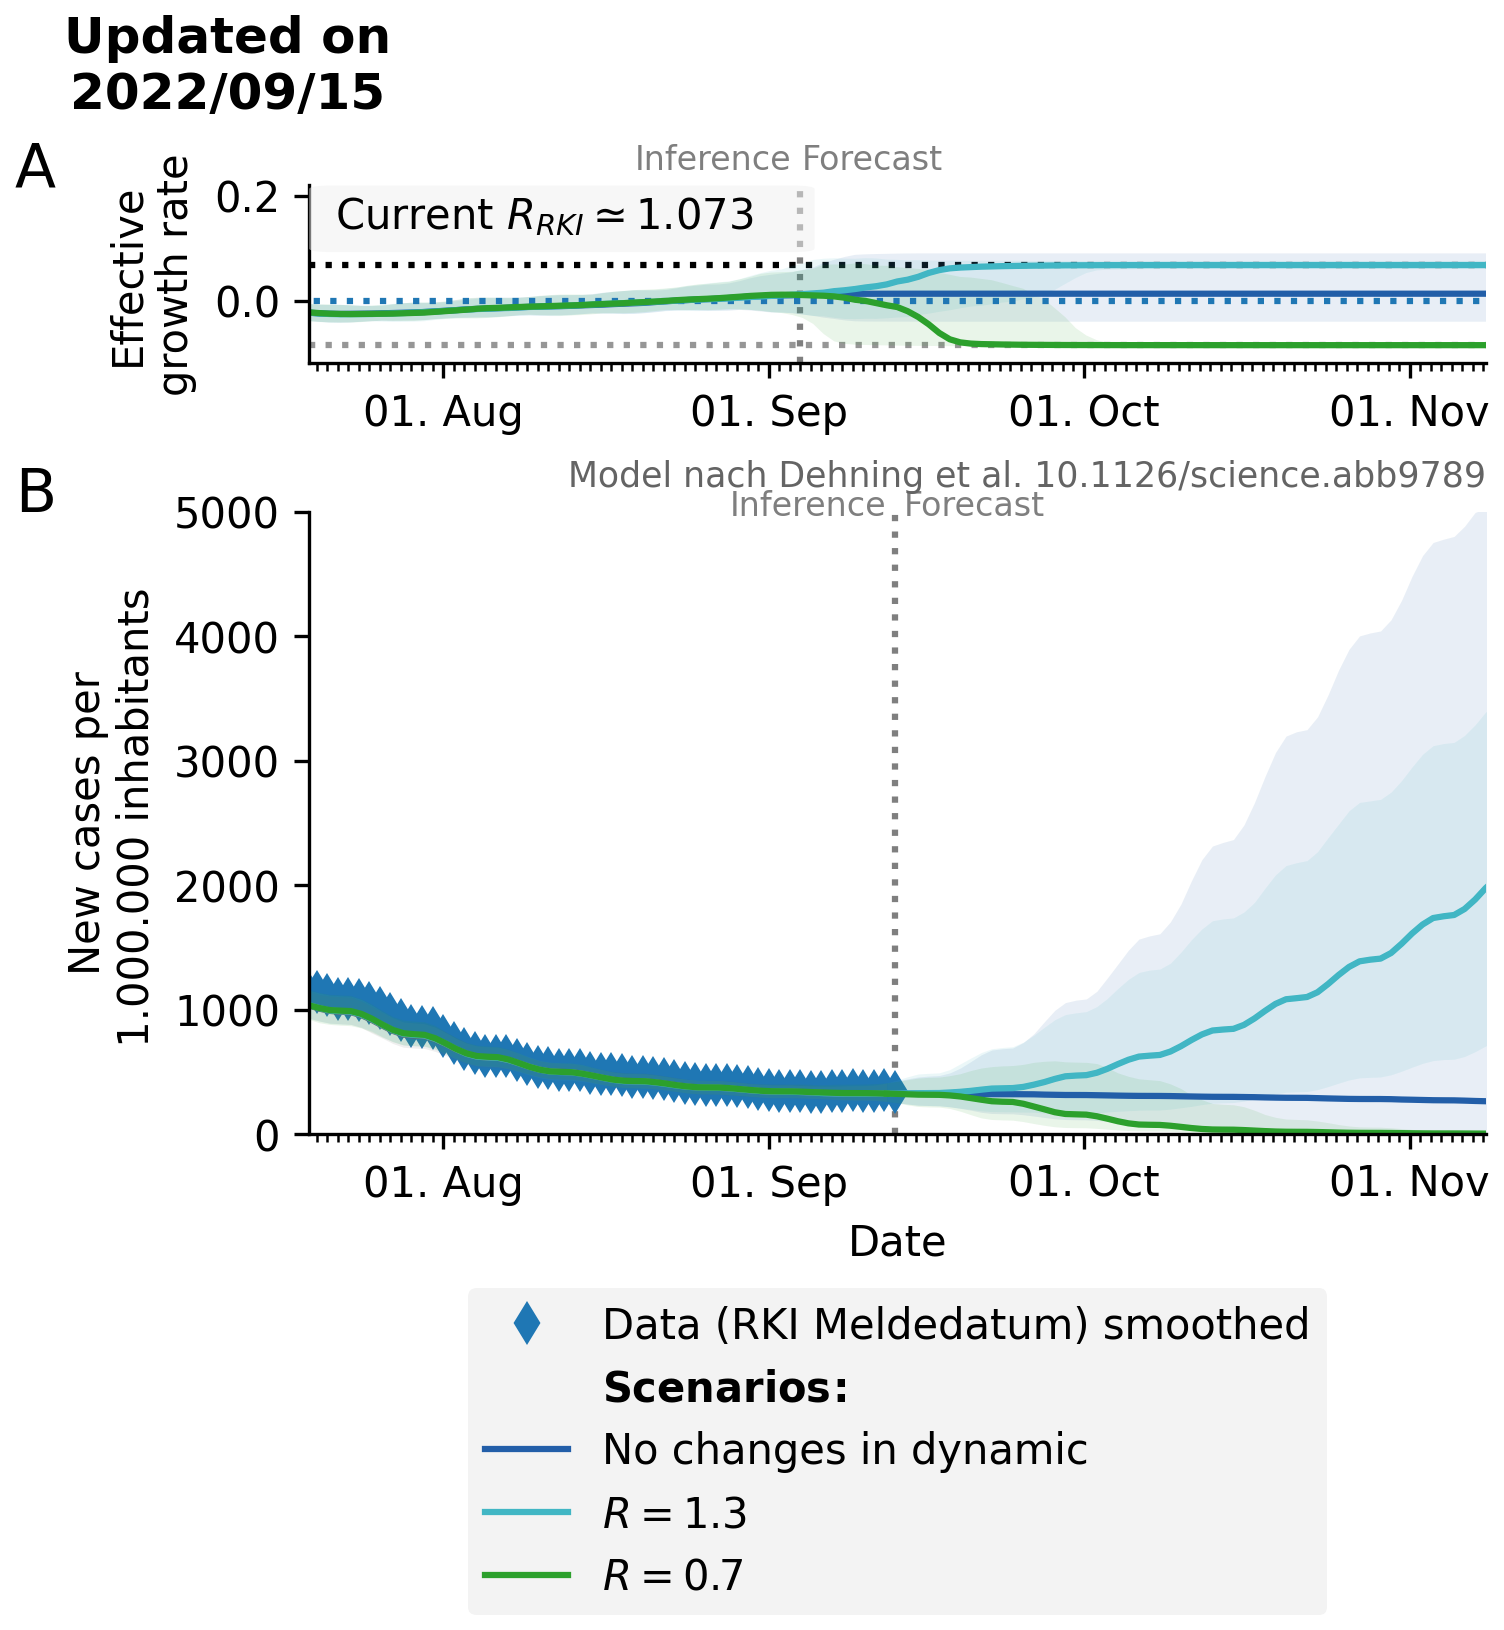 Updated on
2022/09/15
A
Inference Forecast
Effective
growth rate
0.2
0.0
Current R_RKI ≃ 1.073
01. Aug 01. Sep 01. Oct 01. Nov
B
Model nach Dehning et al. 10.1126/science.abb9789
Inference Forecast
New cases per
1.000.000 inhabitants
5000
4000
3000
2000
1000
0
01. Aug 01. Sep 01. Oct 01. Nov
Date
Data (RKI Meldedatum) smoothed
Scenarios:
No changes in dynamic
R = 1.3
R = 0.7